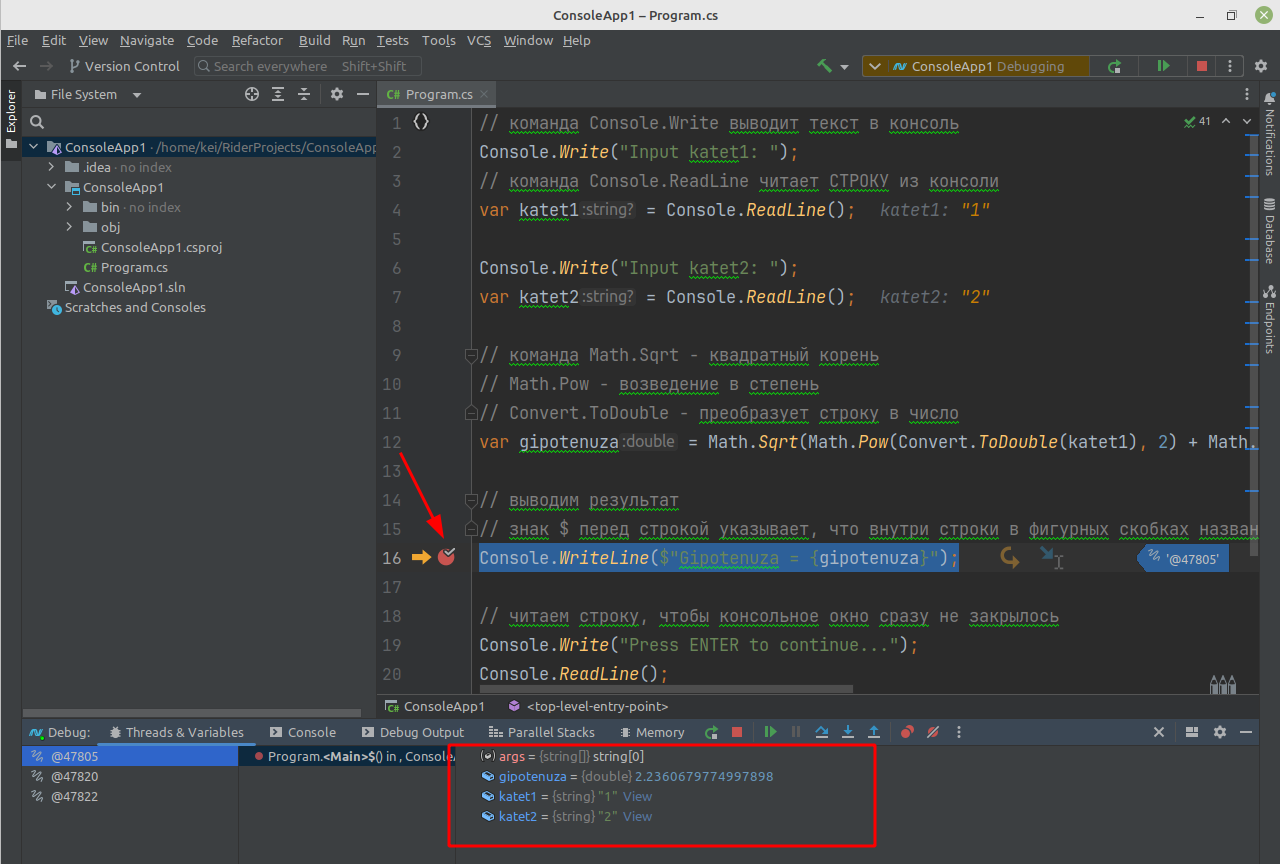 ConsoleApp1 – Program.cs
File Edit View Navigate Code Refactor Build Run Tests Tools VCS Window Help
Version Control Search everywhere Shift+Shift ConsoleApp1 Debugging
Explorer
File System
C# Program.cs
ConsoleApp1 · /home/kei/RiderProjects/ConsoleApp
.idea · no index
ConsoleApp1
bin · no index
obj
ConsoleApp1.csproj
C# Program.cs
ConsoleApp1.sln
Scratches and Consoles
41
1 {} // команда Console.Write выводит текст в консоль
2 Console.Write("Input katet1: ");
3 // команда Console.ReadLine читает СТРОКУ из консоли
4 var katet1:string? = Console.ReadLine(); katet1: "1"
5
6 Console.Write("Input katet2: ");
7 var katet2:string? = Console.ReadLine(); katet2: "2"
8
9 // команда Math.Sqrt - квадратный корень
10 // Math.Pow - возведение в степень
11 // Convert.ToDouble - преобразует строку в число
12 var gipotenuza:double = Math.Sqrt(Math.Pow(Convert.ToDouble(katet1), 2) + Math.
13
14 // выводим результат
15 // знак $ перед строкой указывает, что внутри строки в фигурных скобках назван
16 Console.WriteLine($"Gipotenuza = {gipotenuza}"); '@47805'
17
18 // читаем строку, чтобы консольное окно сразу не закрылось
19 Console.Write("Press ENTER to continue...");
20 Console.ReadLine();
Notifications
Database
Endpoints
ConsoleApp1 <top-level-entry-point>
Debug: Threads & Variables Console Debug Output Parallel Stacks Memory
@47805
@47820
@47822
Program.<Main>$() in , Console
args = {string[]} string[0]
gipotenuza = {double} 2.2360679774997898
katet1 = {string} "1" View
katet2 = {string} "2" View